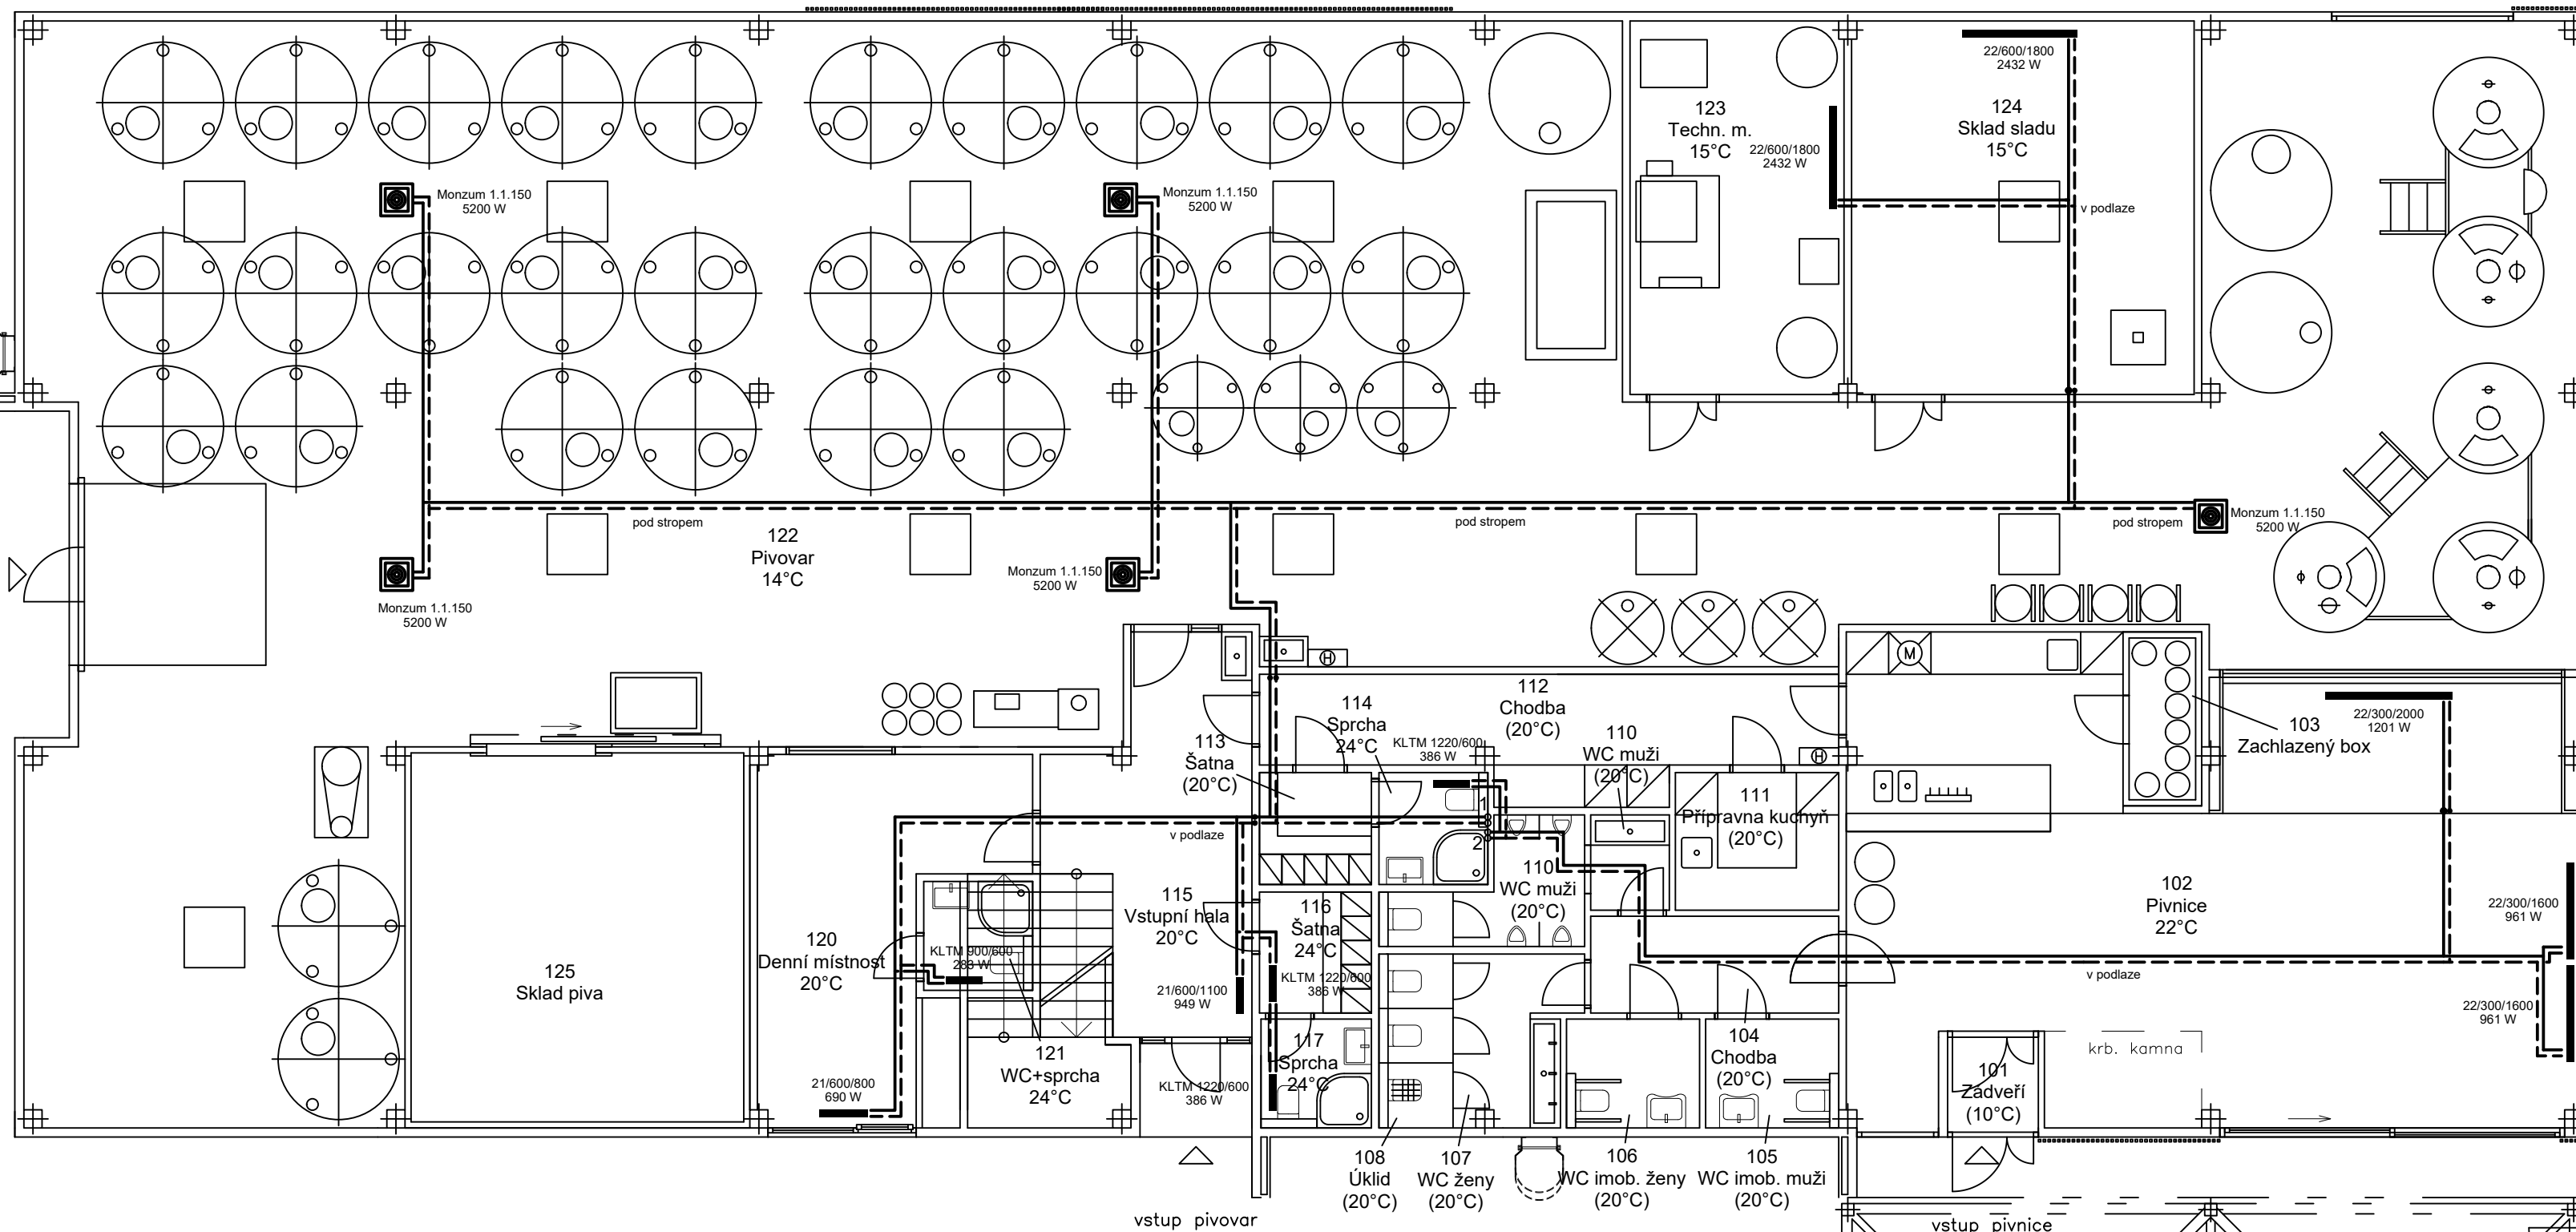 22/600/1800
2432 W
123
Techn. m.
15°C
22/600/1800
2432 W
124
Sklad sladu
15°C
Monzum 1.1.150
5200 W
Monzum 1.1.150
5200 W
v podlaze
pod stropem
pod stropem
pod stropem
Monzum 1.1.150
5200 W
122
Pivovar
14°C
Monzum 1.1.150
5200 W
Monzum 1.1.150
5200 W
H
M
112
Chodba
(20°C)
114
Sprcha
24°C
KLTM 1220/600
386 W
110
WC muži
(20°C)
H
103
Zachlazený box
22/300/2000
1201 W
113
Šatna
(20°C)
1
2
111
Přípravna kuchyň
(20°C)
v podlaze
110
WC muži
(20°C)
102
Pivnice
22°C
22/300/1600
961 W
115
Vstupní hala
20°C
116
Šatna
24°C
120
Denní místnost
20°C
KLTM 900/600
283 W
125
Sklad piva
21/600/1100
949 W
KLTM 1220/600
386 W
v podlaze
22/300/1600
961 W
121
WC+sprcha
24°C
117
Sprcha
24°C
104
Chodba
(20°C)
krb. kamna
101
Zádveří
(10°C)
21/600/800
690 W
KLTM 1220/600
386 W
108
Úklid
(20°C)
107
WC ženy
(20°C)
106
WC imob. ženy
(20°C)
105
WC imob. muži
(20°C)
vstup pivovar
vstup pivnice